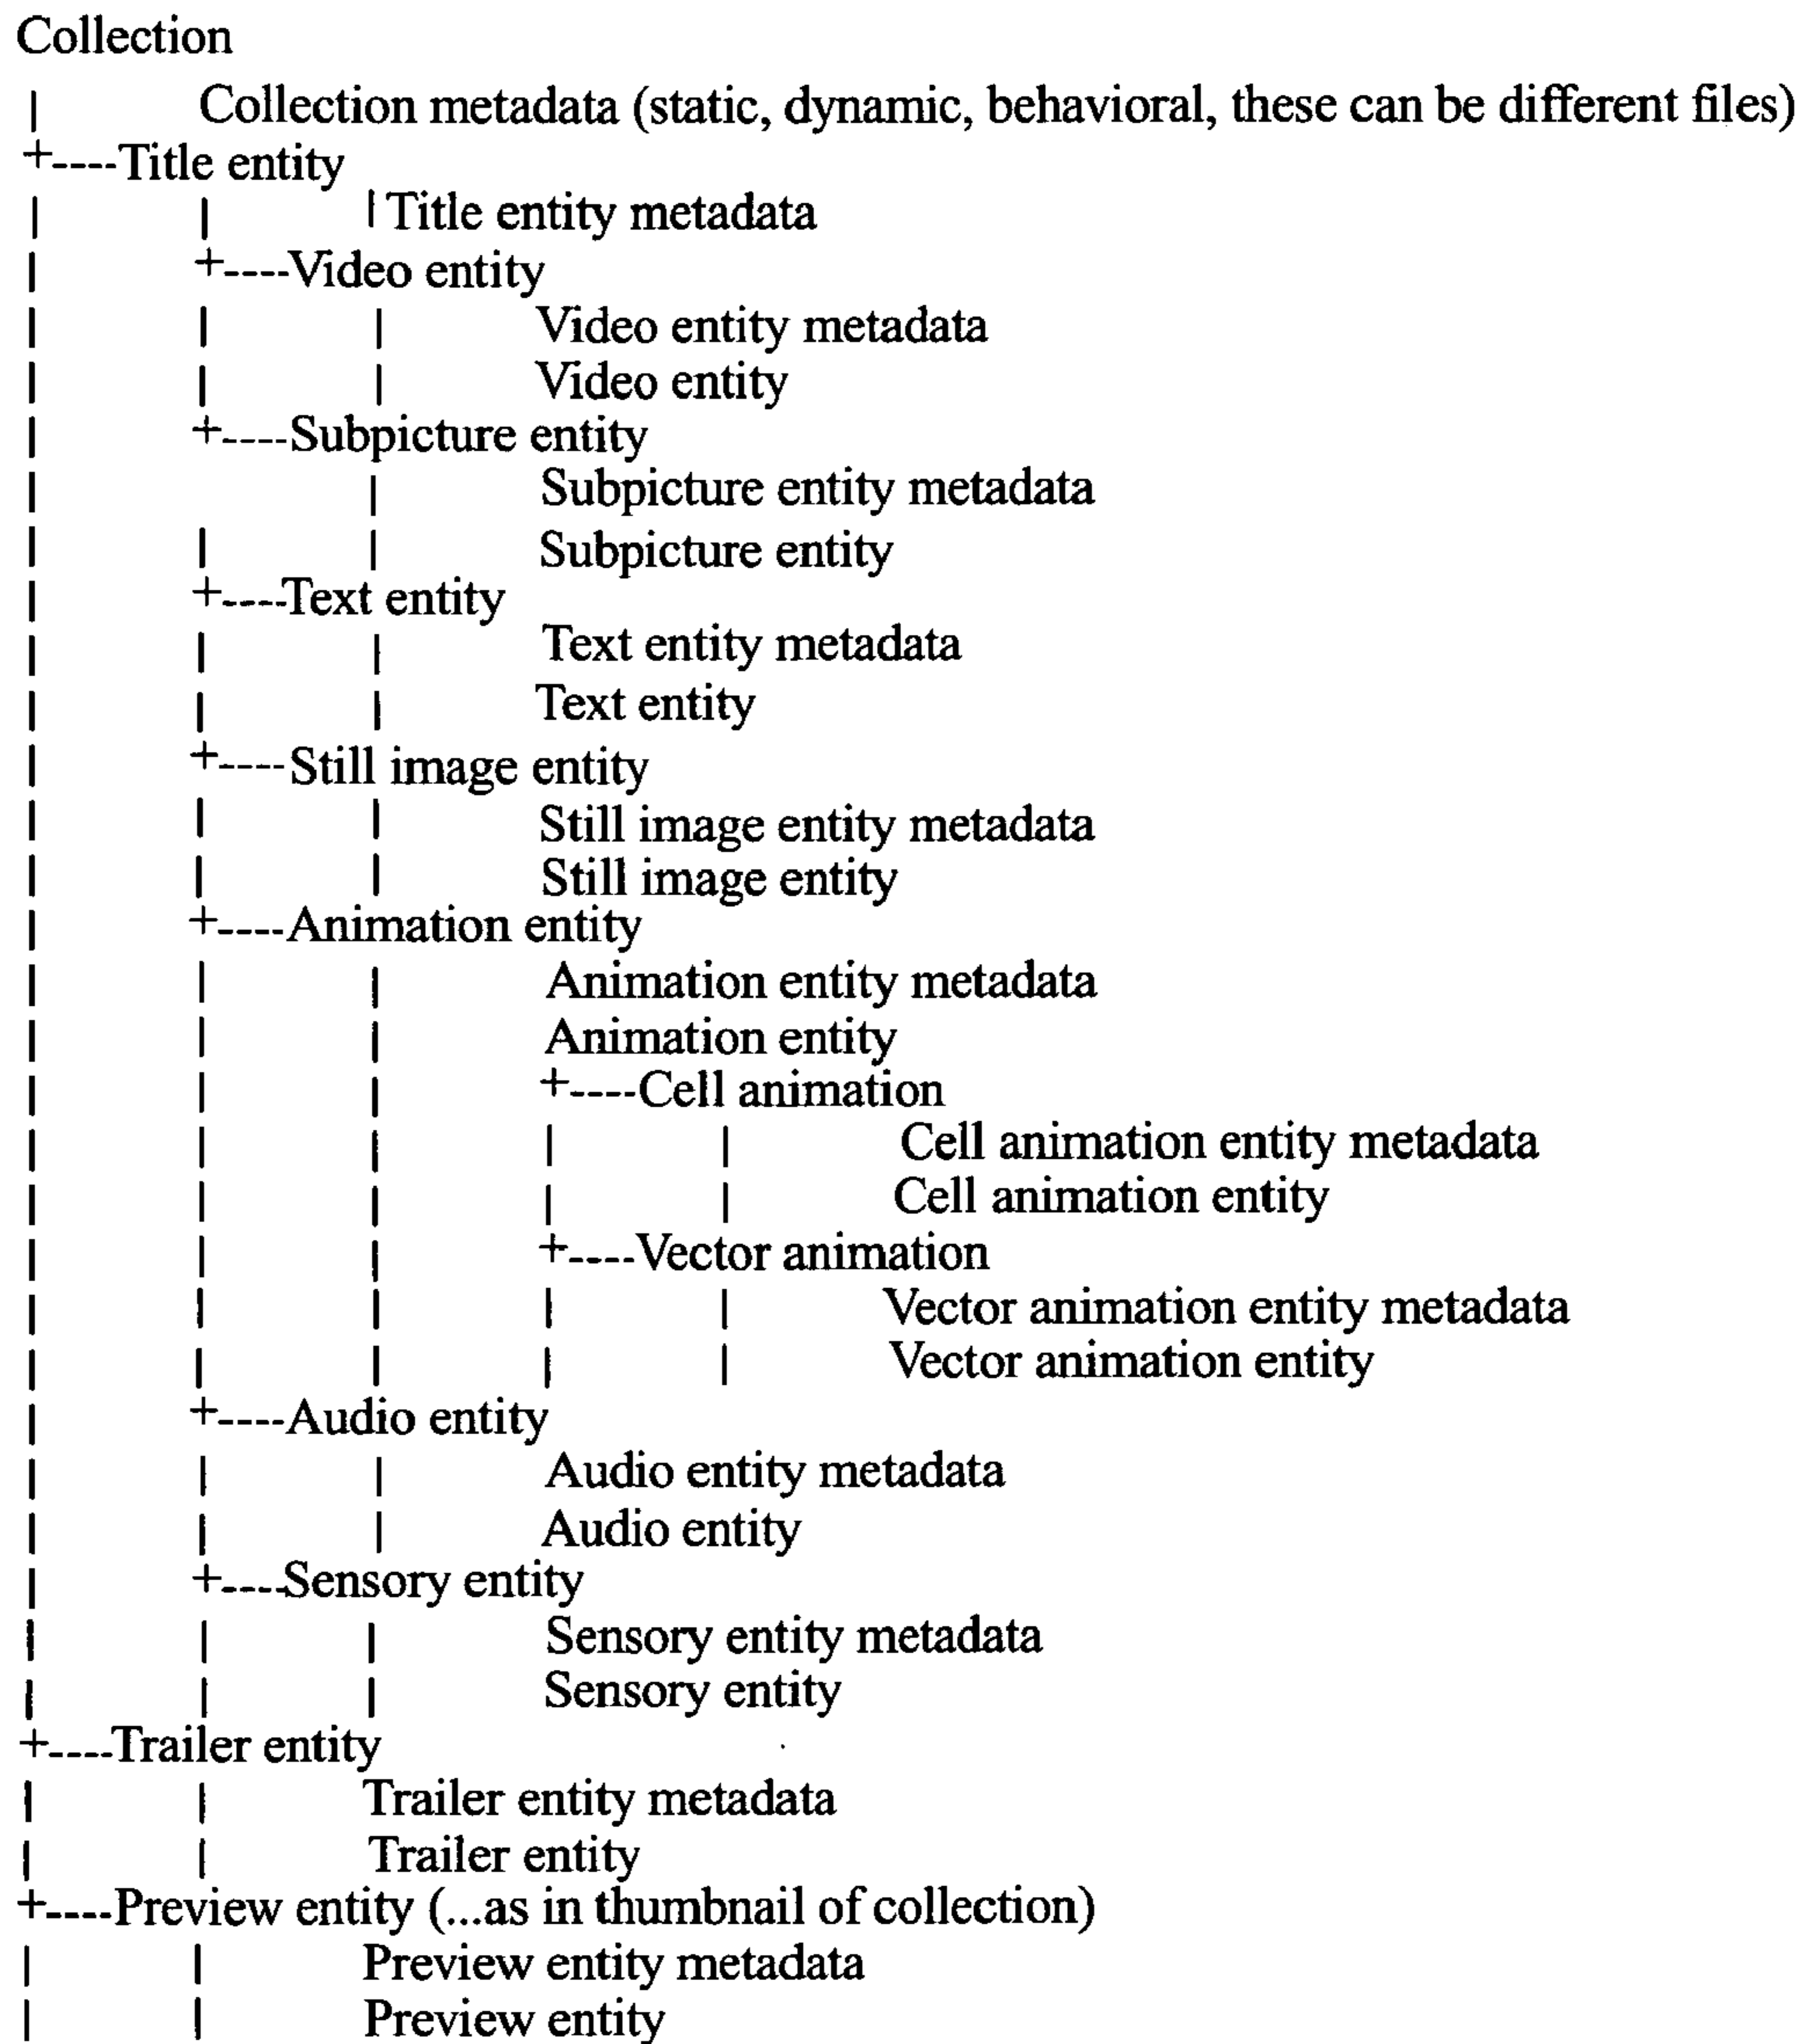 Collection
| Collection metadata (static, dynamic, behavioral, these can be different files)
+----Title entity
| | | Title entity metadata
| +----Video entity
| | | Video entity metadata
| | | Video entity
| +----Subpicture entity
| | Subpicture entity metadata
| | | Subpicture entity
| +----Text entity
| | | Text entity metadata
| | | Text entity
| +----Still image entity
| | | Still image entity metadata
| | | Still image entity
| +----Animation entity
| | | Animation entity metadata
| | | Animation entity
| | | +----Cell animation
| | | | | Cell animation entity metadata
| | | | | Cell animation entity
| | | +----Vector animation
| | | | | Vector animation entity metadata
| | | | | Vector animation entity
| +----Audio entity
| | | Audio entity metadata
| | | Audio entity
| +----Sensory entity
| | | Sensory entity metadata
| | | Sensory entity
+----Trailer entity
| | Trailer entity metadata
| | Trailer entity
+----Preview entity (...as in thumbnail of collection)
| | Preview entity metadata
| | Preview entity